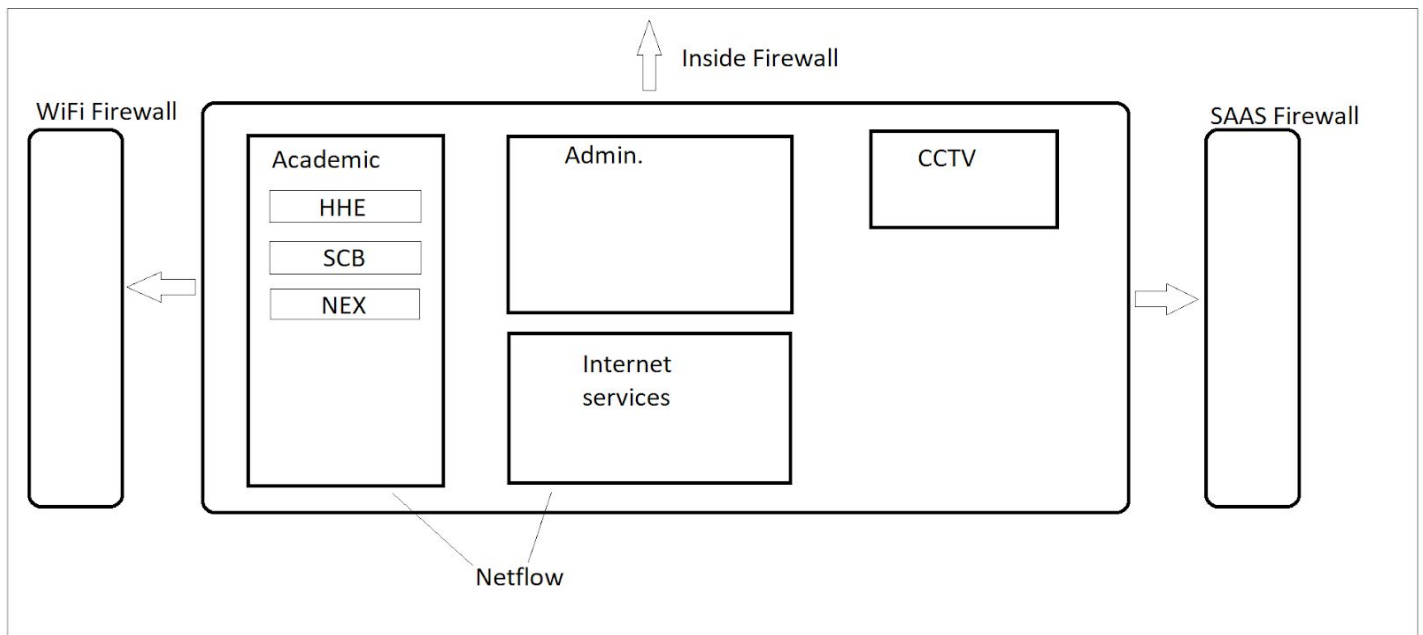 Inside Firewall
WiFi Firewall
SAAS Firewall
Academic
HHE
SCB
NEX
Admin.
Internet
services
CCTV
Netflow